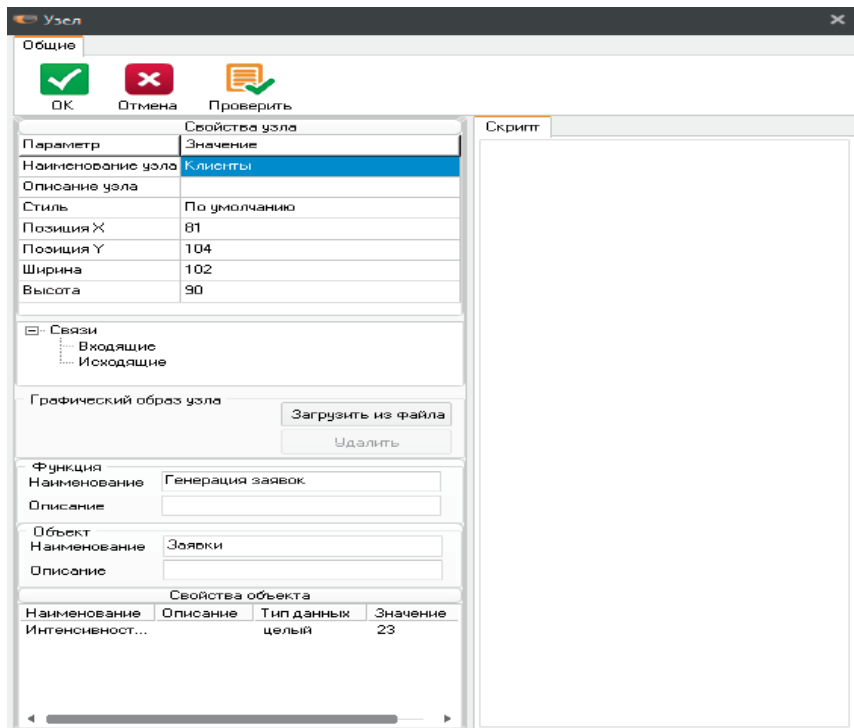 Узел
Общие
ОК Отмена Проверить
Свойства узла
Параметр Значение
Наименование узла Клиенты
Описание узла
Стиль По умолчанию
Позиция X 81
Позиция Y 104
Ширина 102
Высота 90
Связи
Входящие
Исходящие
Графический образ узла
Загрузить из файла
Удалить
Функция
Наименование Генерация заявок
Описание
Объект
Наименование Заявки
Описание
Свойства объекта
Наименование Описание Тип данных Значение
Интенсивност... целый 23
Скрипт